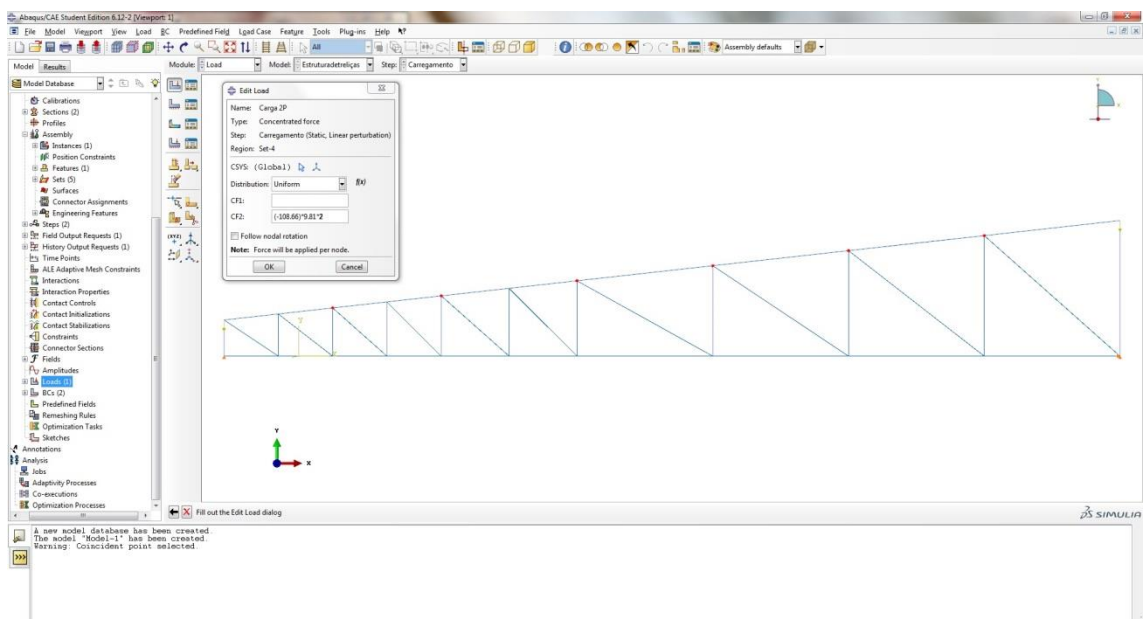 Abaqus/CAE Student Edition 6.12-2 [Viewport: 1]
File Model Viewport View Load BC Predefined Field Load Case Feature Tools Plug-ins Help
All
Assembly defaults
Model Results
Module: Load Model: Estruturadetreliças Step: Carregamento
Model Database
Calibrations
Sections (2)
Profiles
Assembly
Instances (1)
Position Constraints
Features (1)
Sets (5)
Surfaces
Connector Assignments
Engineering Features
Steps (2)
Field Output Requests (1)
History Output Requests (1)
Time Points
ALE Adaptive Mesh Constraints
Interactions
Interaction Properties
Contact Controls
Contact Initializations
Contact Stabilizations
Constraints
Connector Sections
Fields
Amplitudes
Loads (1)
BCs (2)
Predefined Fields
Remeshing Rules
Optimization Tasks
Sketches
Annotations
Analysis
Jobs
Adaptivity Processes
Co-executions
Optimization Processes
Edit Load
Name: Carga 2P
Type: Concentrated force
Step: Carregamento (Static, Linear perturbation)
Region: Set-4
CSYS: (Global)
Distribution: Uniform f(x)
CF1:
CF2: (-108.66)*9.81*2
Follow nodal rotation
Note: Force will be applied per node.
OK Cancel
Y
X
Fill out the Edit Load dialog
SIMULIA
A new model database has been created.
The model "Model-1" has been created.
Warning: Coincident point selected.
>>>